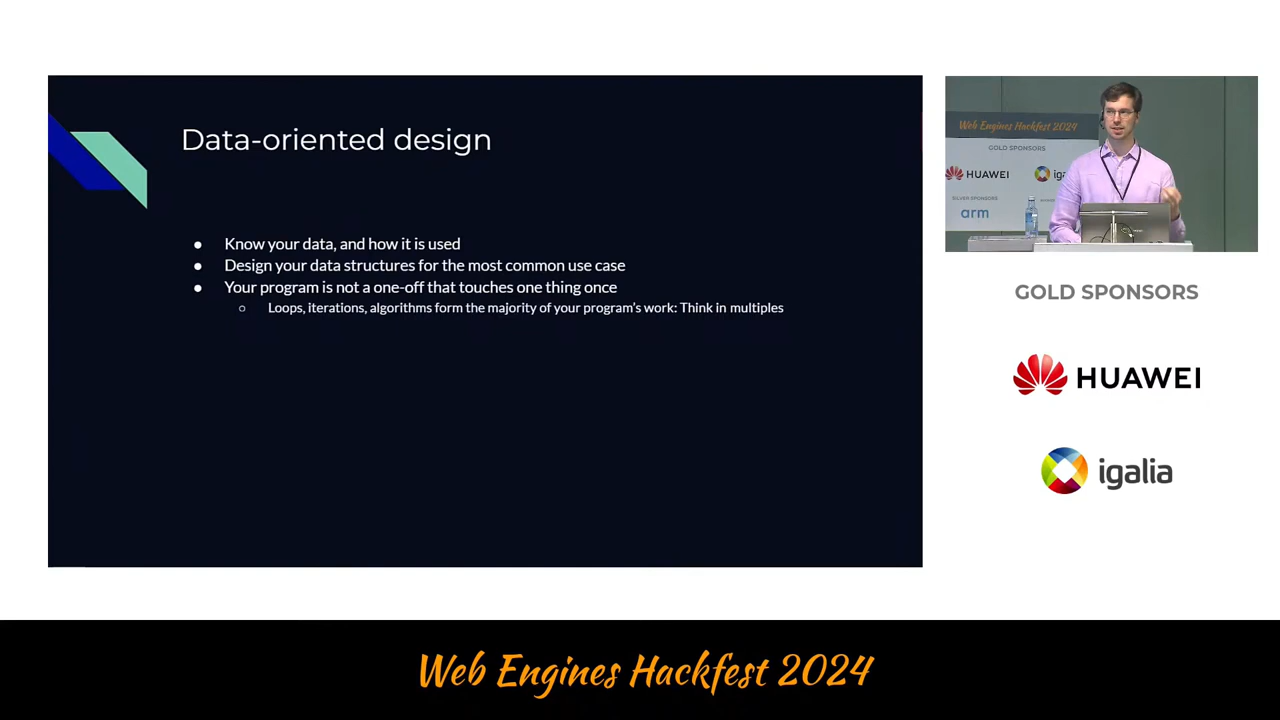 Data-oriented design
● Know your data, and how it is used
● Design your data structures for the most common use case
● Your program is not a one-off that touches one thing once
○ Loops, iterations, algorithms form the majority of your program's work: Think in multiples
Web Engines Hackfest 2024
GOLD SPONSORS
HUAWEI
SILVER SPONSORS
arm
GOLD SPONSORS
HUAWEI
igalia
Web Engines Hackfest 2024